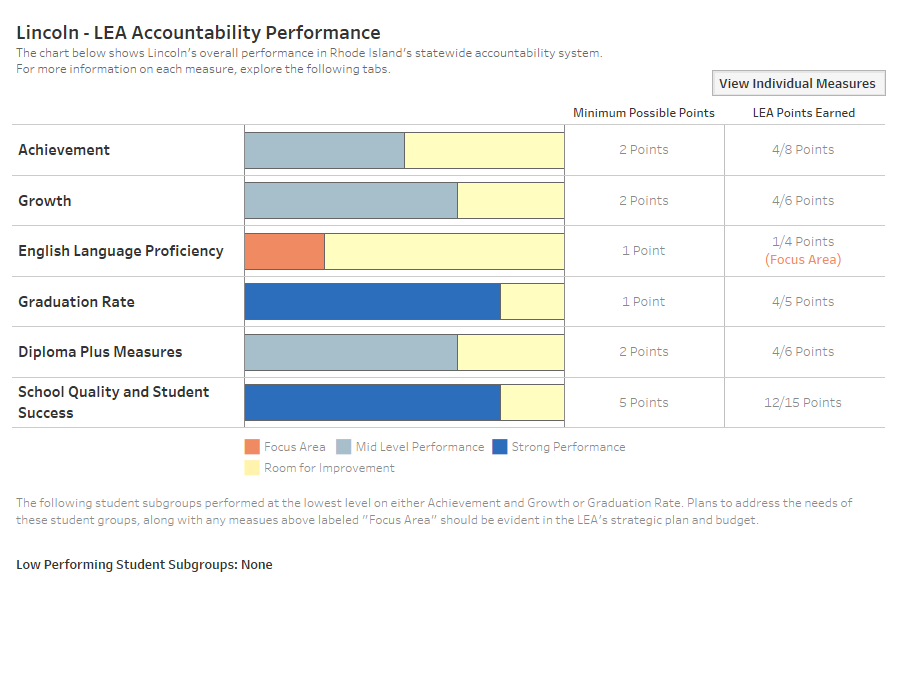 Lincoln - LEA Accountability Performance
The chart below shows Lincoln's overall performance in Rhode Island's statewide accountability system.
For more information on each measure, explore the following tabs.
View Individual Measures
Minimum Possible Points
LEA Points Earned
Achievement
2 Points
4/8 Points
Growth
2 Points
4/6 Points
English Language Proficiency
1 Point
1/4 Points
(Focus Area)
Graduation Rate
1 Point
4/5 Points
Diploma Plus Measures
2 Points
4/6 Points
School Quality and Student
Success
5 Points
12/15 Points
Focus Area
Mid Level Performance
Strong Performance
Room for Improvement
The following student subgroups performed at the lowest level on either Achievement and Growth or Graduation Rate. Plans to address the needs of
these student groups, along with any measues above labeled "Focus Area" should be evident in the LEA's strategic plan and budget.
Low Performing Student Subgroups: None